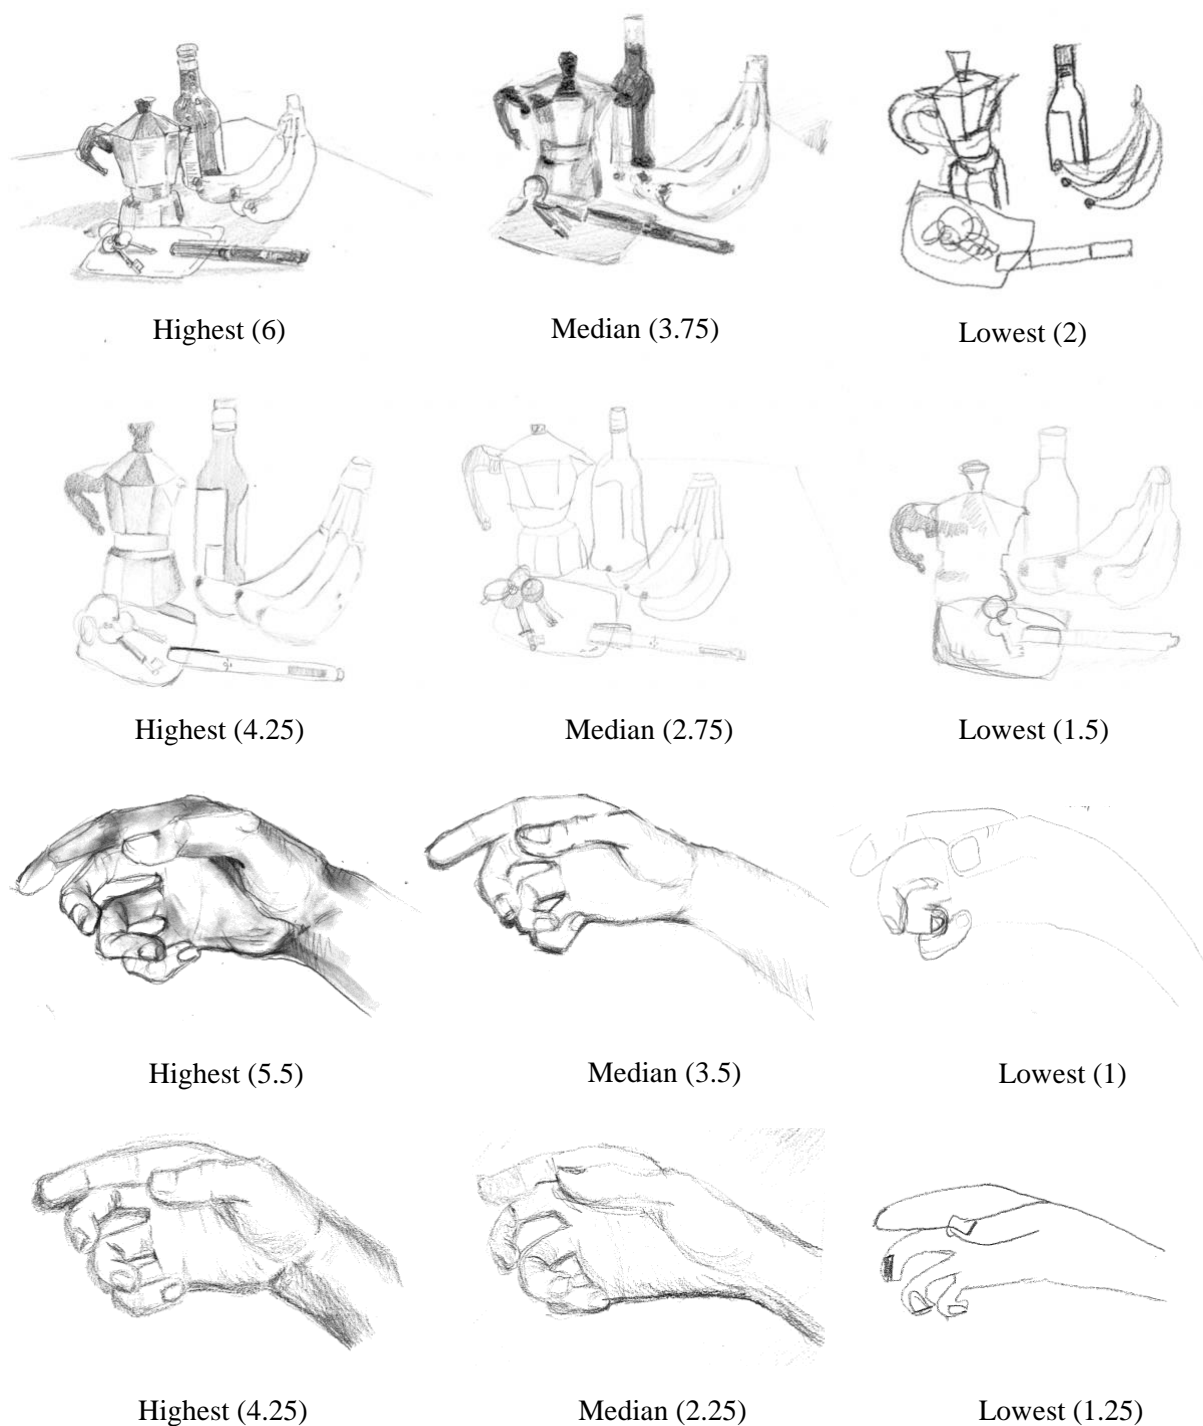 Highest (6) Median (3.75) Lowest (2)
Highest (4.25) Median (2.75) Lowest (1.5)
Highest (5.5) Median (3.5) Lowest (1)
Highest (4.25) Median (2.25) Lowest (1.25)